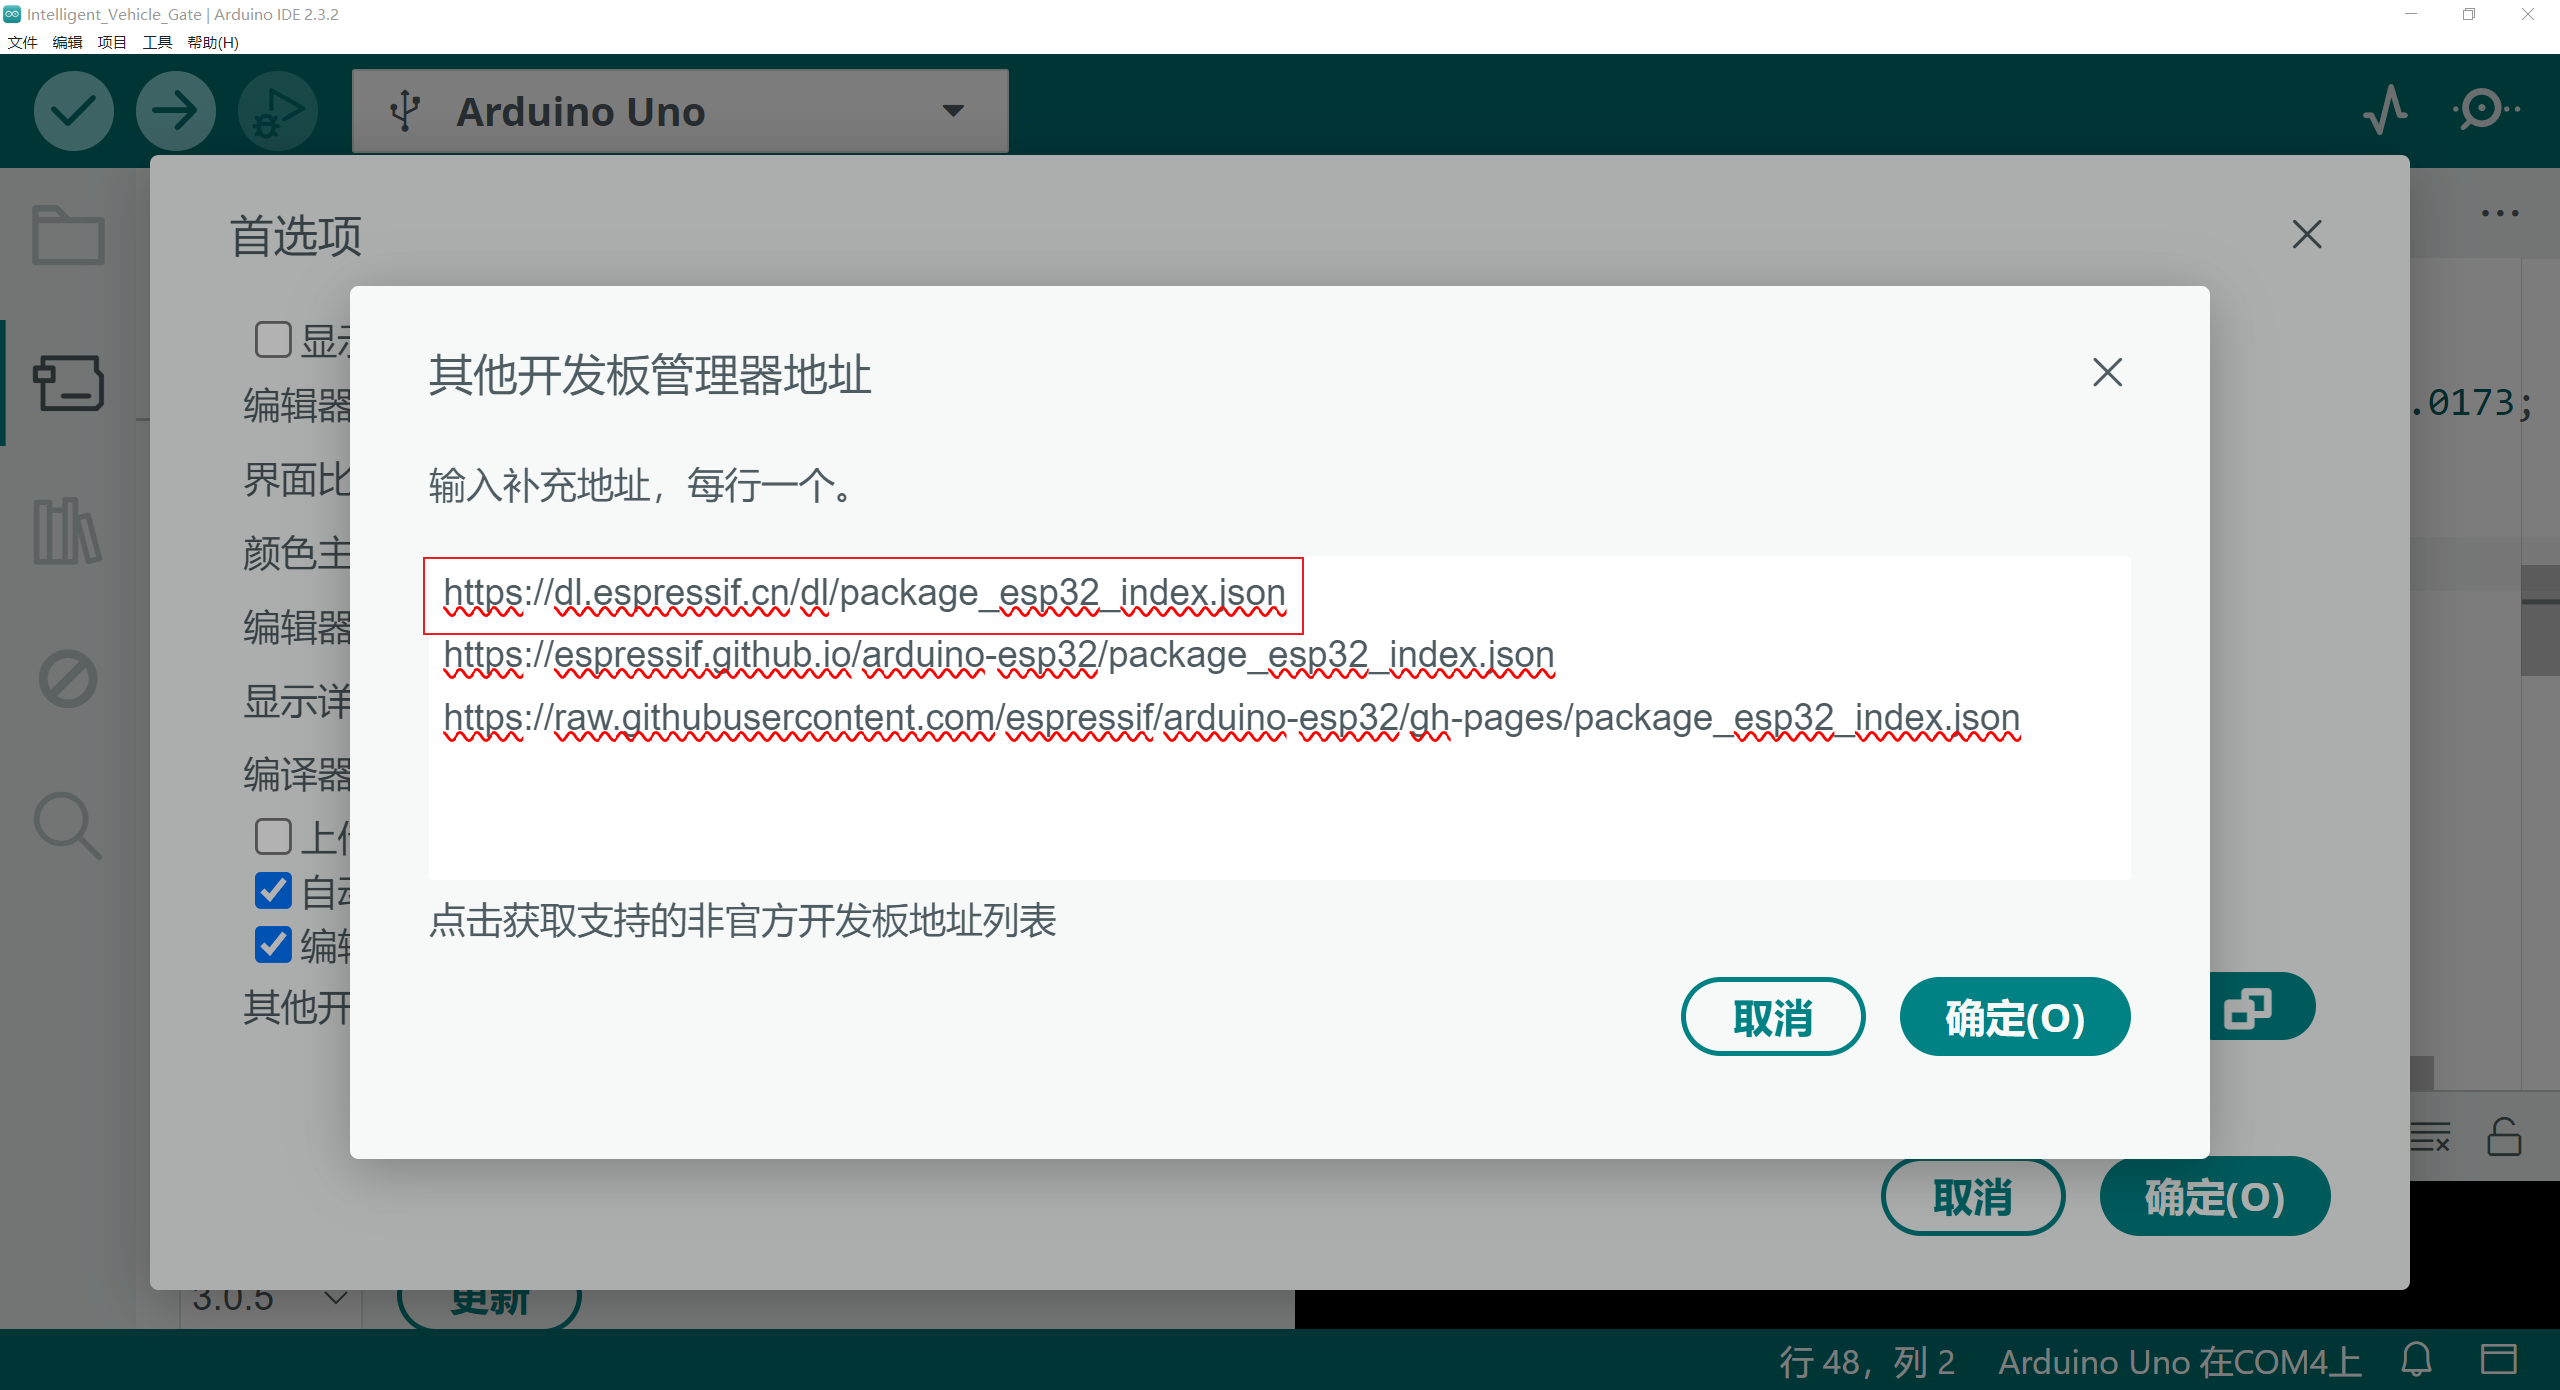 Intelligent_Vehicle_Gate | Arduino IDE 2.3.2
文件 编辑 项目 工具 帮助(H)
Arduino Uno
首选项
显示
编辑器
界面比
颜色主
编辑器
显示详
编译器
上传
自动
编辑
其他开
.0173;
其他开发板管理器地址
输入补充地址，每行一个。
https://dl.espressif.cn/dl/package_esp32_index.json
https://espressif.github.io/arduino-esp32/package_esp32_index.json
https://raw.githubusercontent.com/espressif/arduino-esp32/gh-pages/package_esp32_index.json
点击获取支持的非官方开发板地址列表
取消 确定(O)
取消 确定(O)
3.0.5 更新
行 48，列 2 Arduino Uno 在COM4上